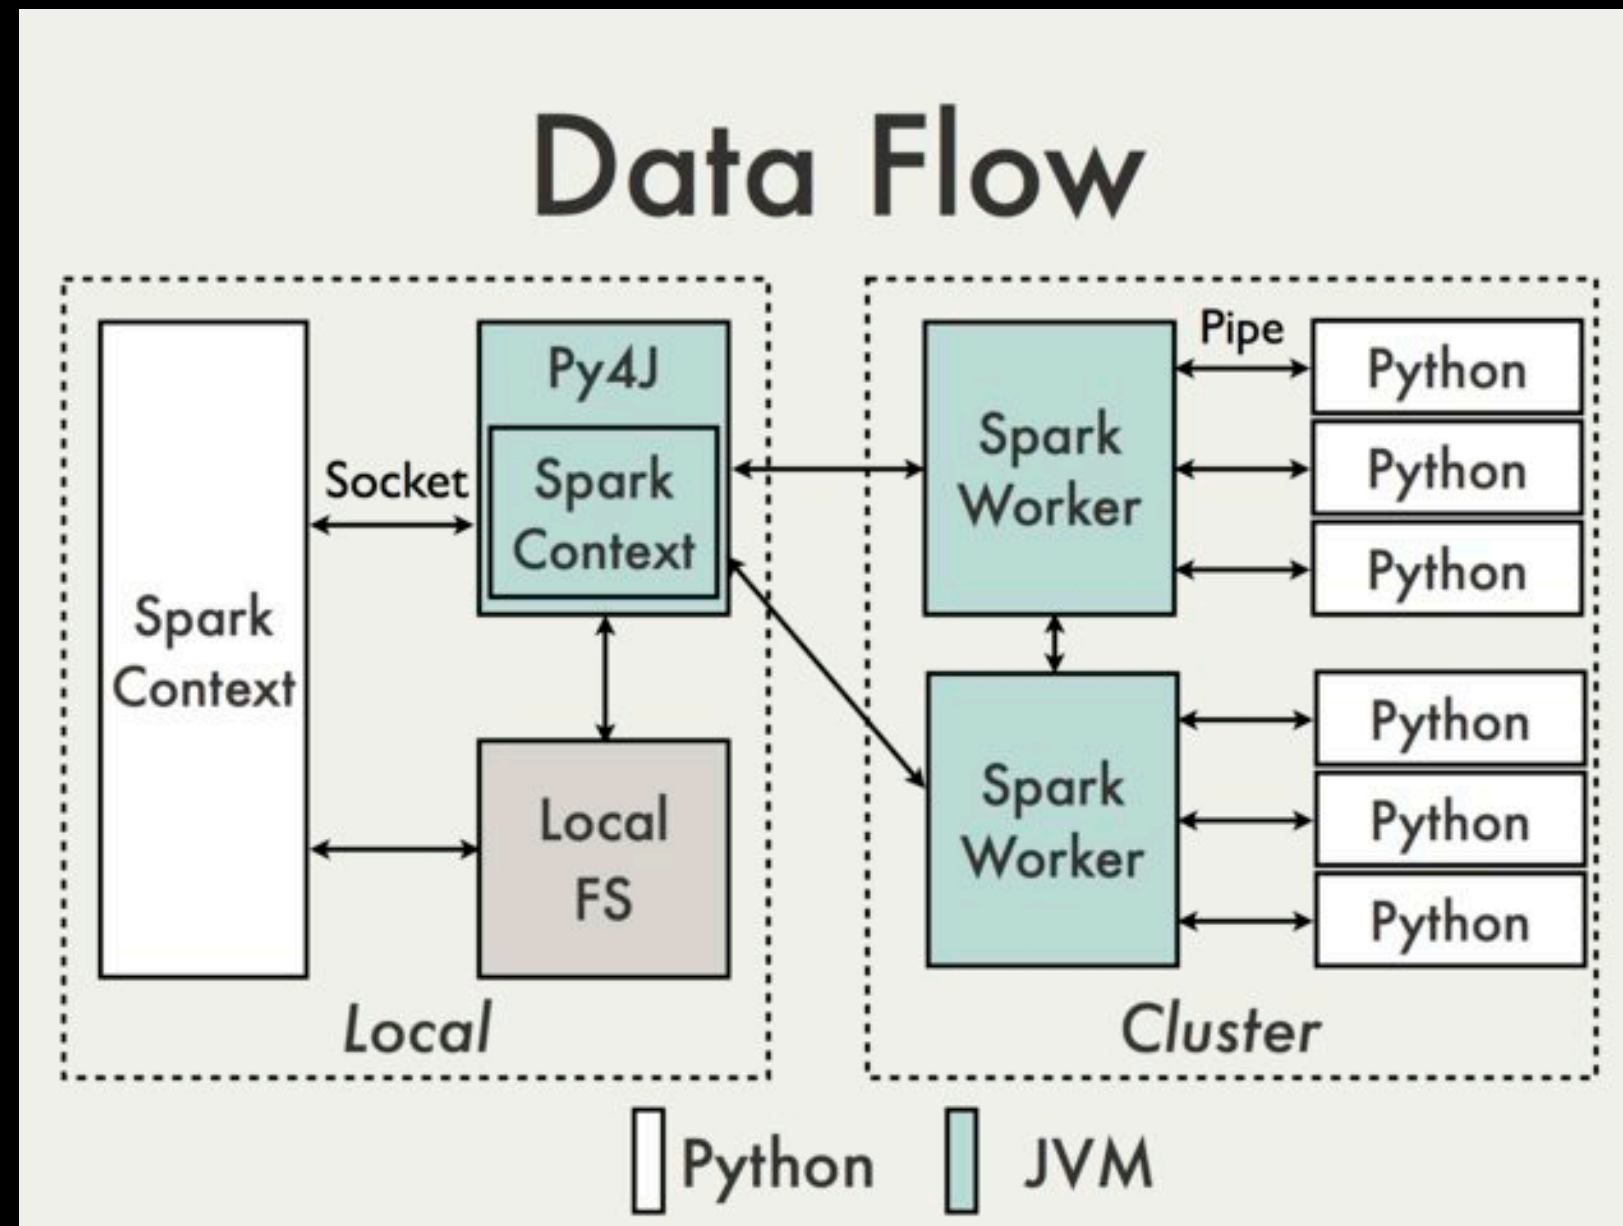 Data Flow
Spark
Context
Socket
Py4J
Spark
Context
Local
FS
Local
Spark
Worker
Pipe
Python
Python
Python
Spark
Worker
Python
Python
Python
Cluster
Python
JVM